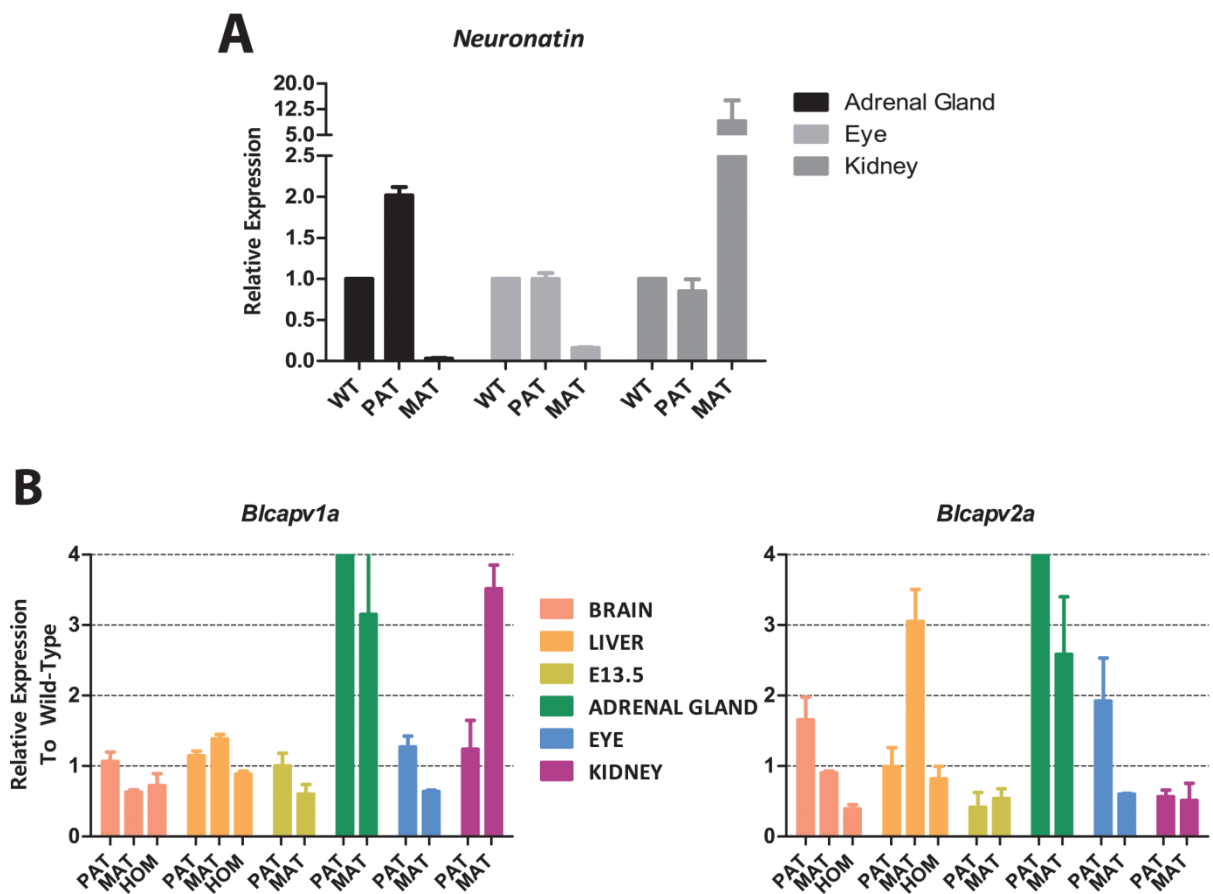 A
Neuronatin
Relative Expression
20.0
12.5
5.0
2.5
2.0
1.5
1.0
0.5
0.0
WT
PAT
MAT
WT
PAT
MAT
WT
PAT
MAT
Adrenal Gland
Eye
Kidney
B
Blcapv1a
Relative Expression
To Wild-Type
4
3
2
1
0
PAT
MAT
HOM
PAT
MAT
HOM
PAT
MAT
PAT
MAT
PAT
MAT
PAT
MAT
BRAIN
LIVER
E13.5
ADRENAL GLAND
EYE
KIDNEY
Blcapv2a
4
3
2
1
0
PAT
MAT
HOM
PAT
MAT
HOM
PAT
MAT
PAT
MAT
PAT
MAT
PAT
MAT